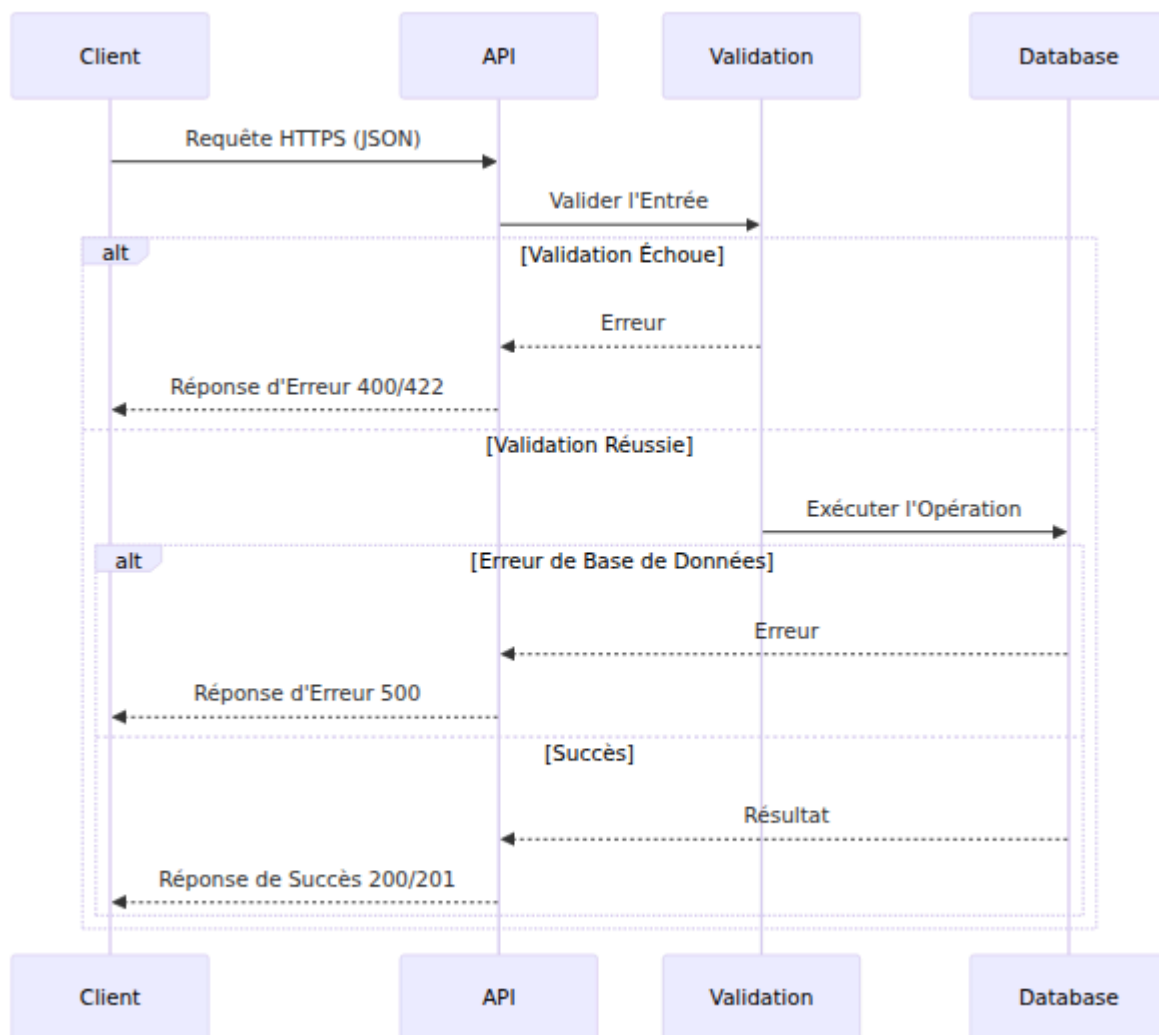 Client
API
Validation
Database
Requête HTTPS (JSON)
Valider l'Entrée
alt
[Validation Échoue]
Erreur
Réponse d'Erreur 400/422
[Validation Réussie]
Exécuter l'Opération
alt
[Erreur de Base de Données]
Erreur
Réponse d'Erreur 500
[Succès]
Résultat
Réponse de Succès 200/201
Client
API
Validation
Database